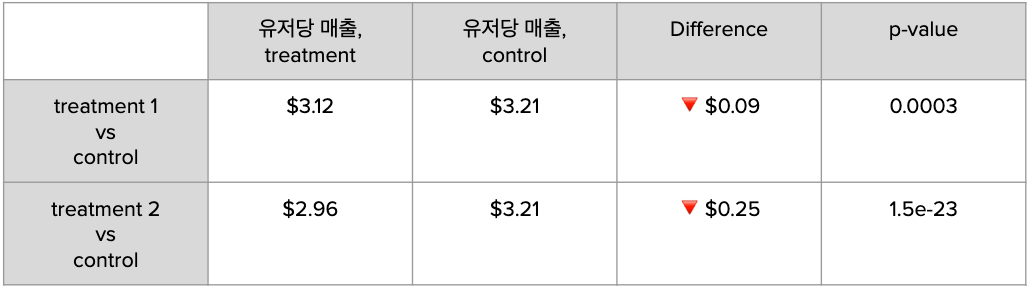 유저당 매출,
treatment
유저당 매출,
control
Difference
p-value
treatment 1
vs
control
$3.12
$3.21
🔻 $0.09
0.0003
treatment 2
vs
control
$2.96
$3.21
🔻 $0.25
1.5e-23